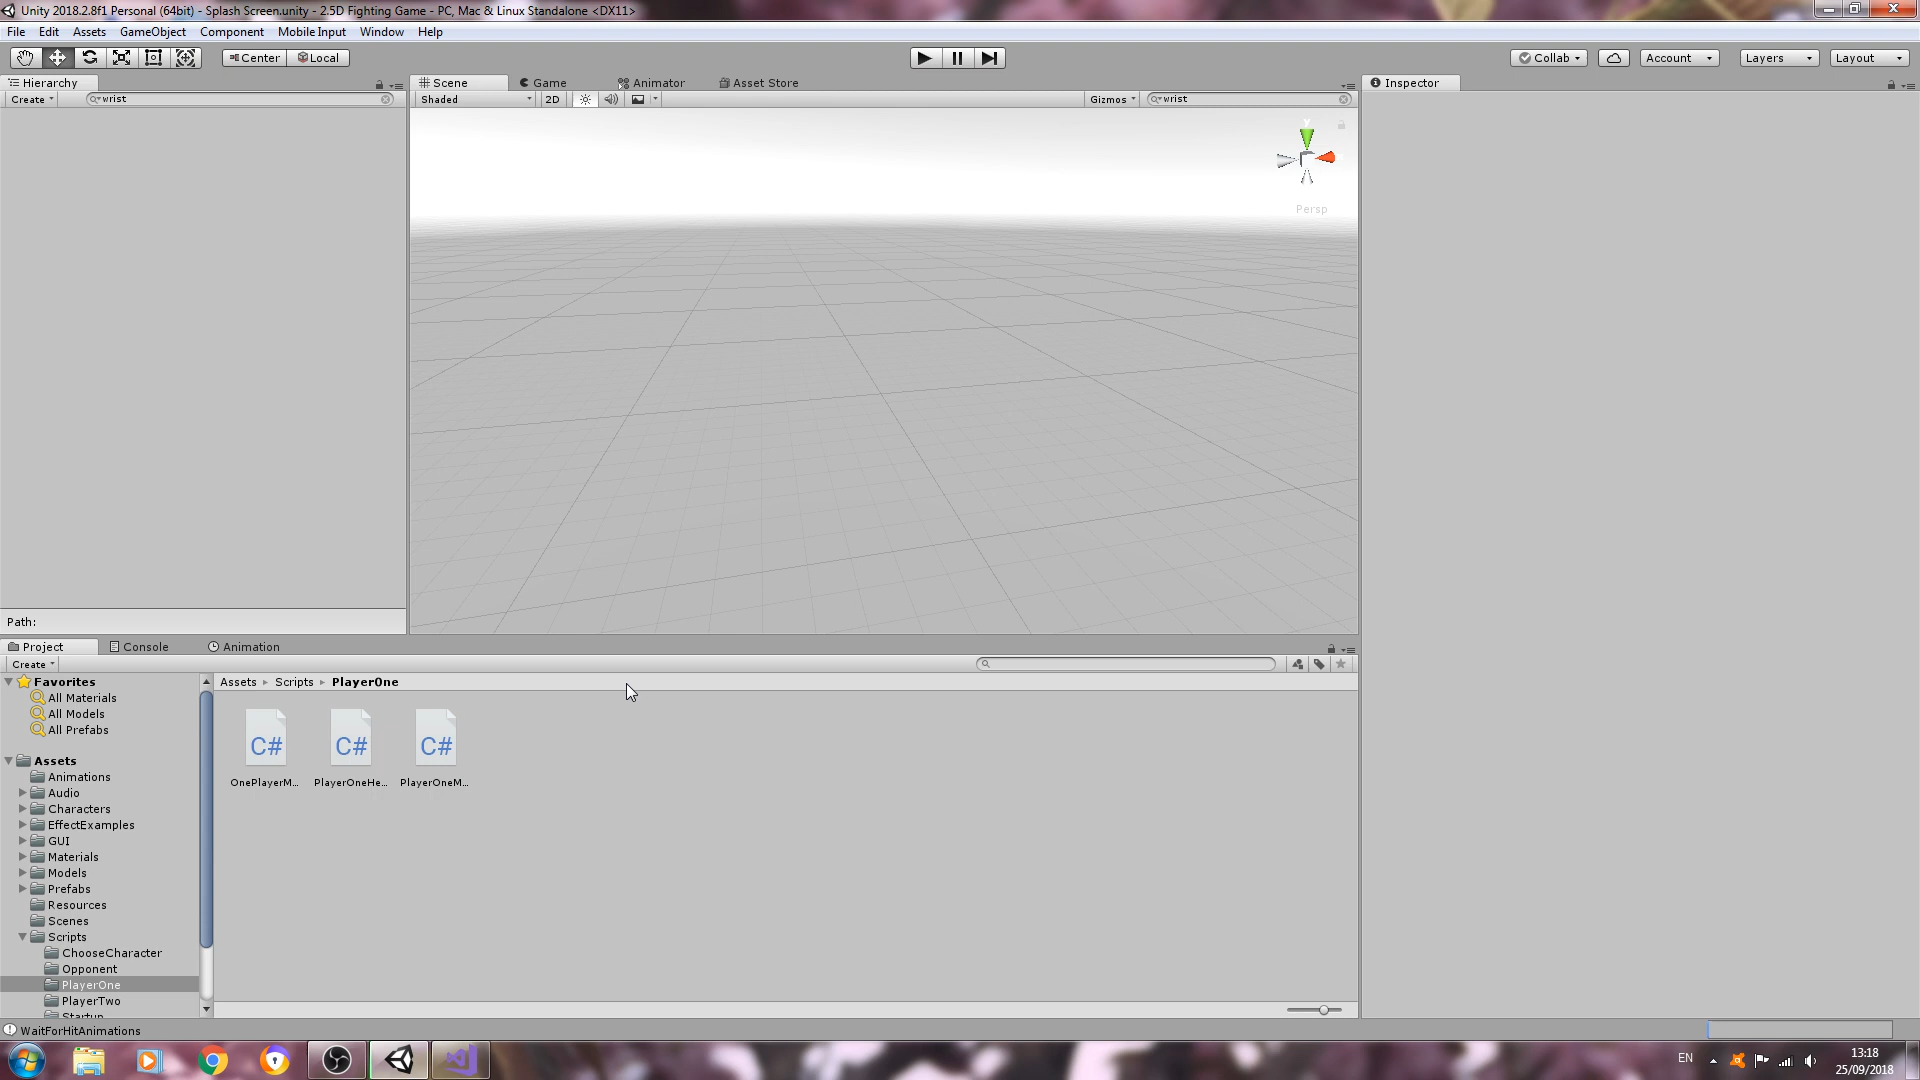 Unity 2018.2.8f1 Personal (64bit) - Splash Screen.unity - 2.5D Fighting Game - PC, Mac & Linux Standalone <DX11>
File Edit Assets GameObject Component Mobile Input Window Help
Center Local Collab Account Layers Layout
Hierarchy Scene Game Animator Asset Store Inspector
Create wrist Shaded 2D Gizmos wrist
y
Persp
Path:
Project Console Animation
Create
Favorites Assets Scripts PlayerOne
All Materials
All Models
All Prefabs
C# C# C#
Assets
OnePlayerM... PlayerOneHe... PlayerOneM...
Animations
Audio
Characters
EffectExamples
GUI
Materials
Models
Prefabs
Resources
Scenes
Scripts
ChooseCharacter
Opponent
PlayerOne
PlayerTwo
Startup
WaitForHitAnimations
EN 13:18
25/09/2018